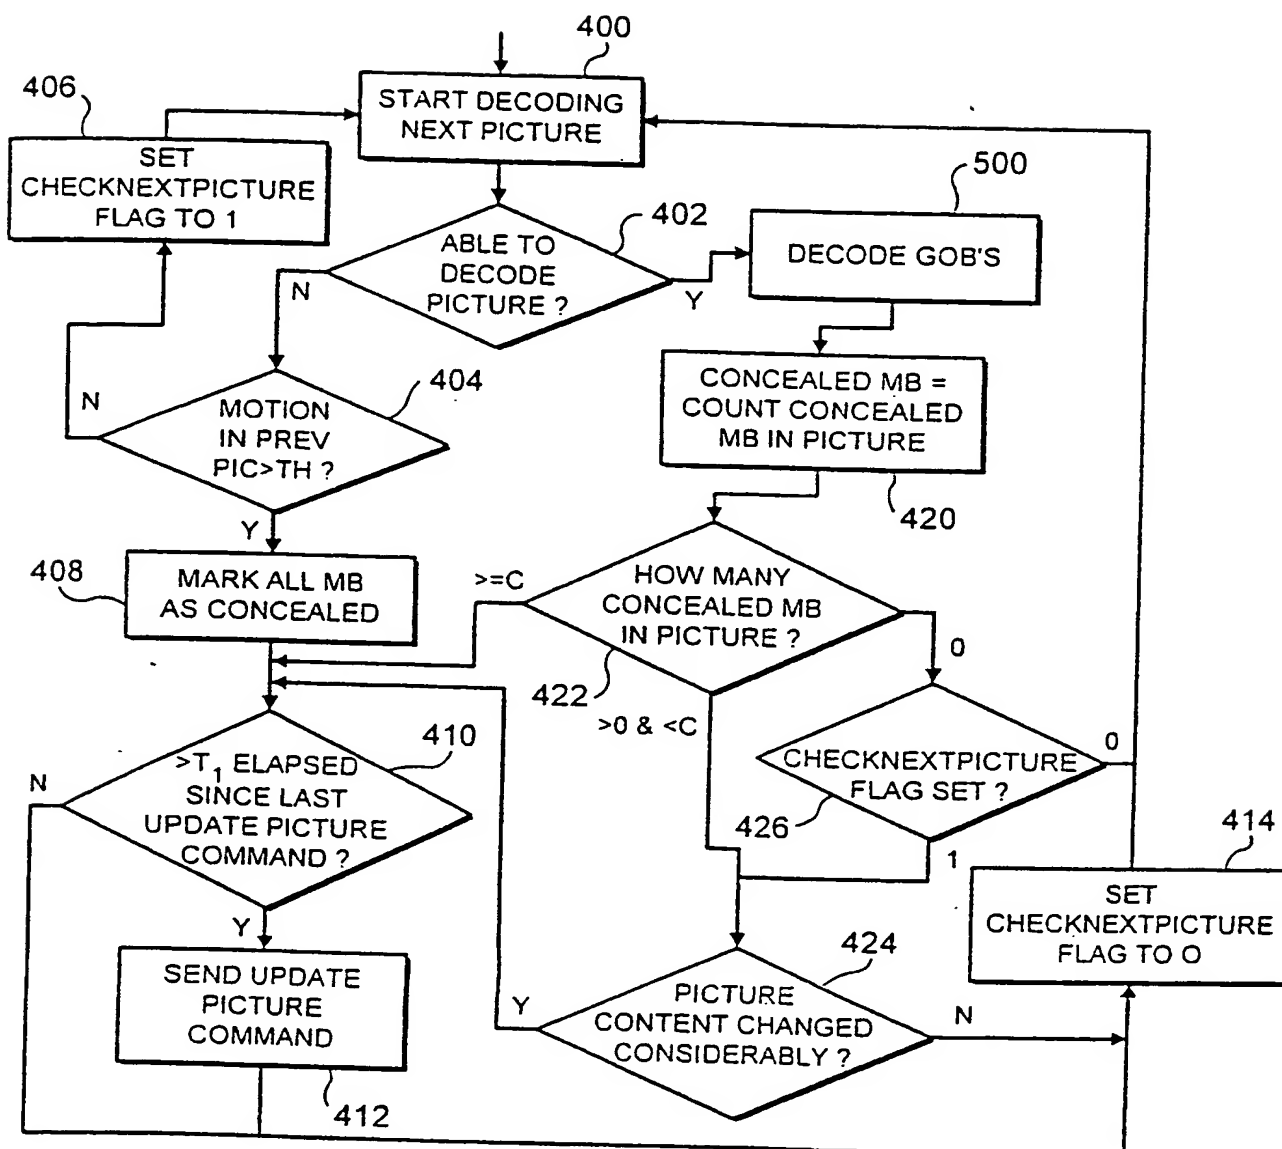 400
START DECODING
NEXT PICTURE
406
SET
CHECKNEXTPICTURE
FLAG TO 1
402
ABLE TO
DECODE
PICTURE ?
N
Y
500
DECODE GOB'S
404
MOTION
IN PREV
PIC>TH ?
N
Y
CONCEALED MB =
COUNT CONCEALED
MB IN PICTURE
420
408
MARK ALL MB
AS CONCEALED
>=C
HOW MANY
CONCEALED MB
IN PICTURE ?
422
0
>0 & <C
410
>T1 ELAPSED
SINCE LAST
UPDATE PICTURE
COMMAND ?
N
Y
CHECKNEXTPICTURE
FLAG SET ?
426
0
1
414
SET
CHECKNEXTPICTURE
FLAG TO O
SEND UPDATE
PICTURE
COMMAND
412
424
PICTURE
CONTENT CHANGED
CONSIDERABLY ?
Y
N